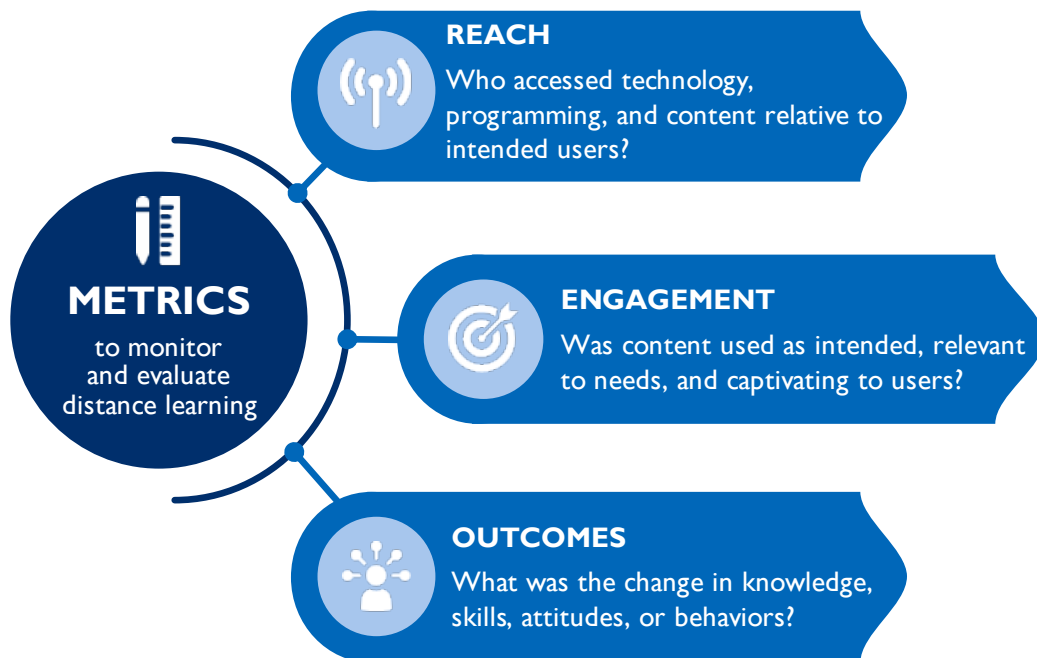 METRICS
to monitor
and evaluate
distance learning
REACH
Who accessed technology,
programming, and content relative to
intended users?
ENGAGEMENT
Was content used as intended, relevant
to needs, and captivating to users?
OUTCOMES
What was the change in knowledge,
skills, attitudes, or behaviors?